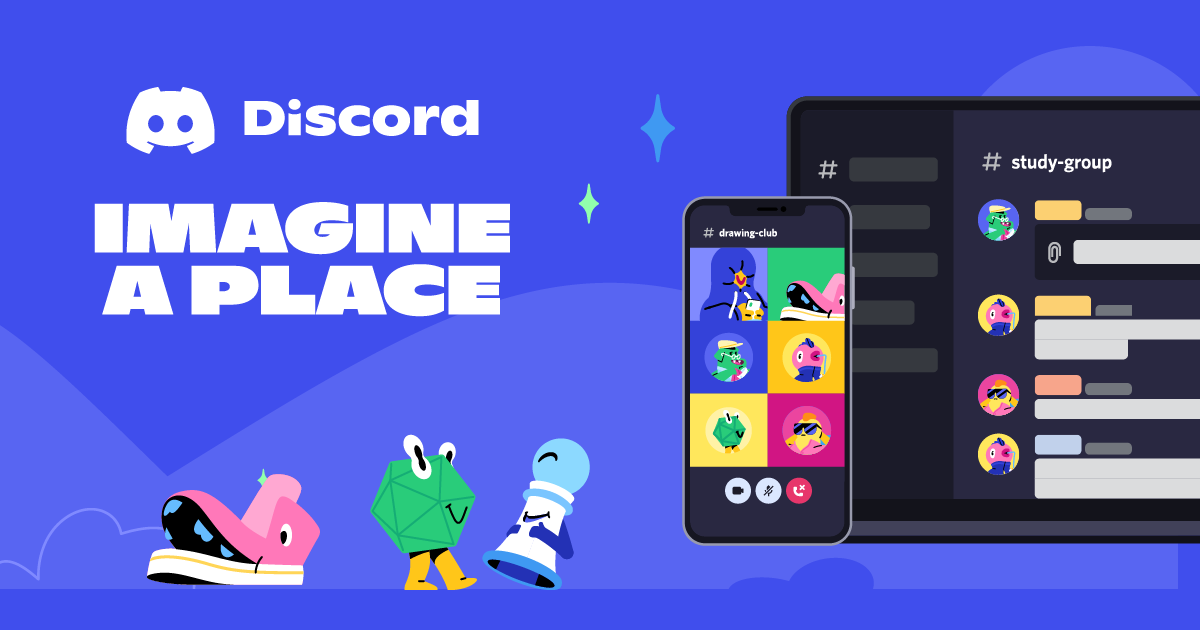 Discord
IMAGINE
A PLACE
# drawing-club
#
# study-group